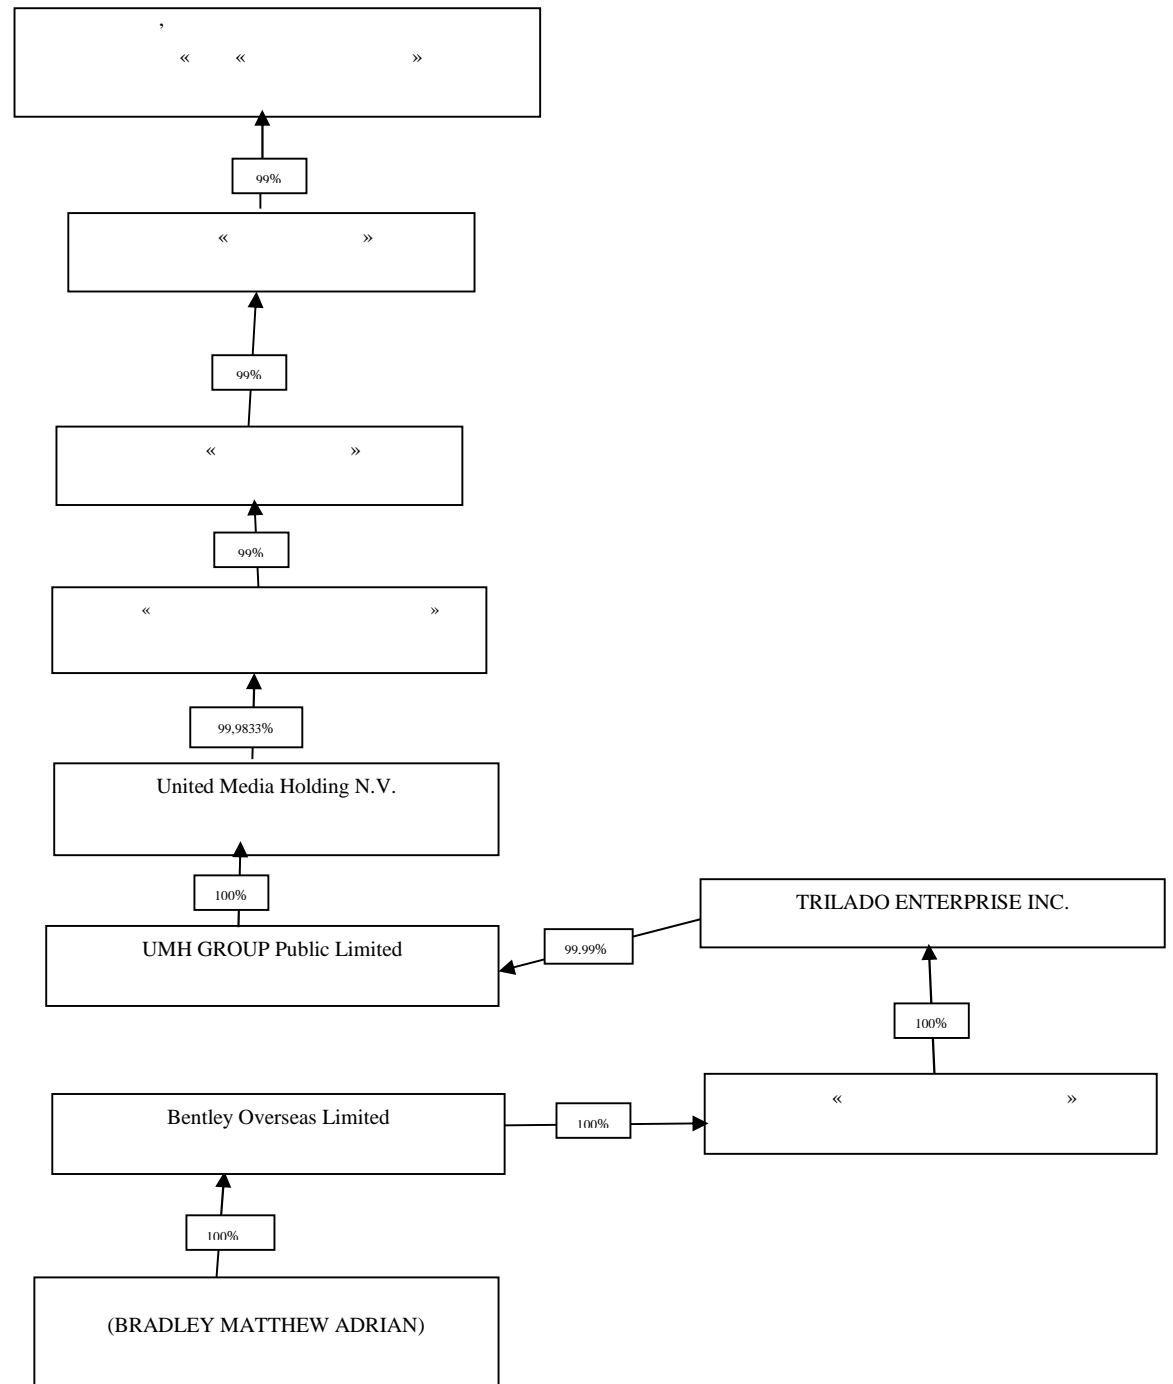 ,
« « »
99%
« »
99%
« »
99%
« »
99,9833%
United Media Holding N.V.
100%
TRILADO ENTERPRISE INC.
UMH GROUP Public Limited
99.99%
100%
« »
Bentley Overseas Limited
100%
100%
(BRADLEY MATTHEW ADRIAN)